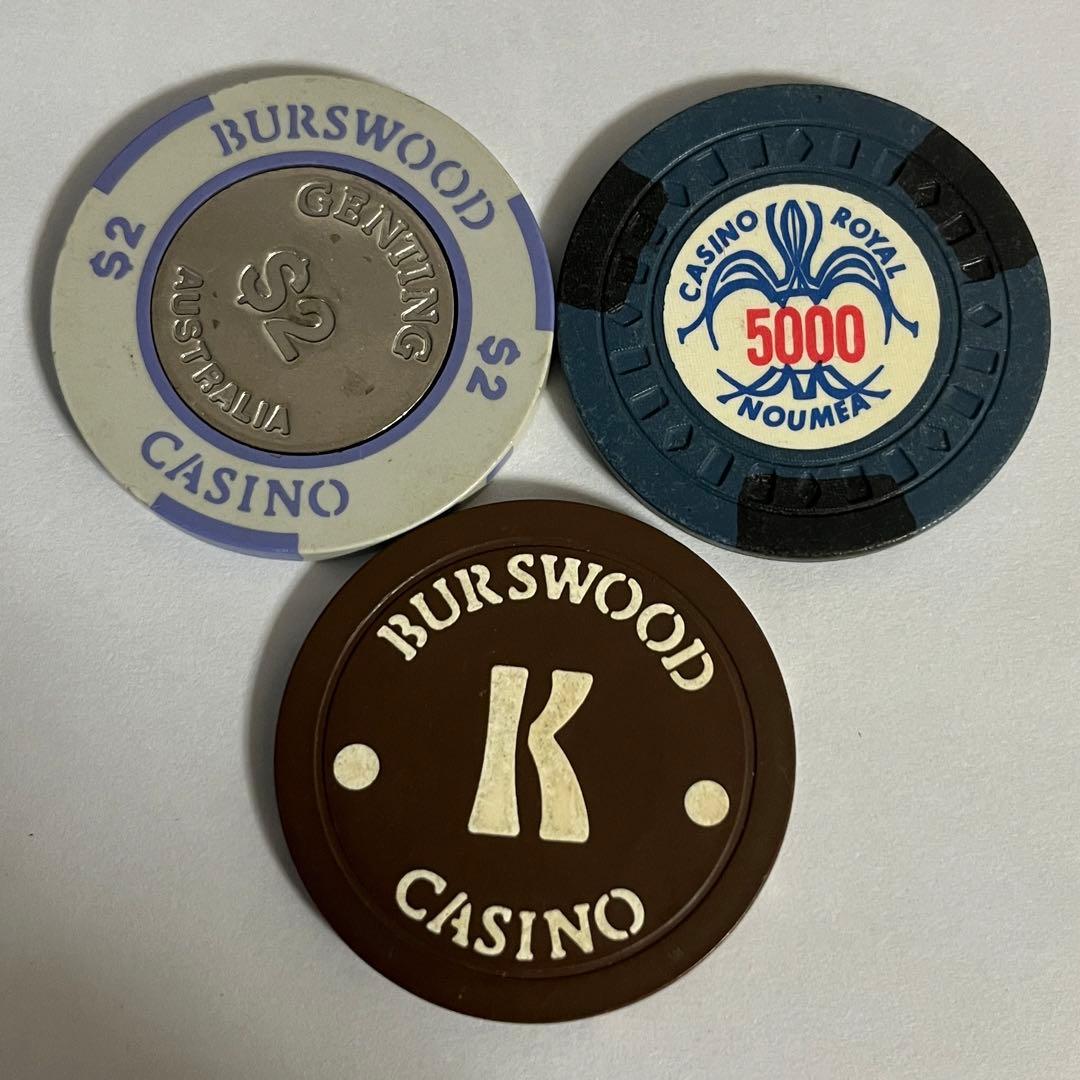 BURSWOOD
$2
GENTING
$2
AUSTRALIA
$2
CASINO
CASINO ROYAL
5000
NOUMEA
BURSWOOD
K
CASINO